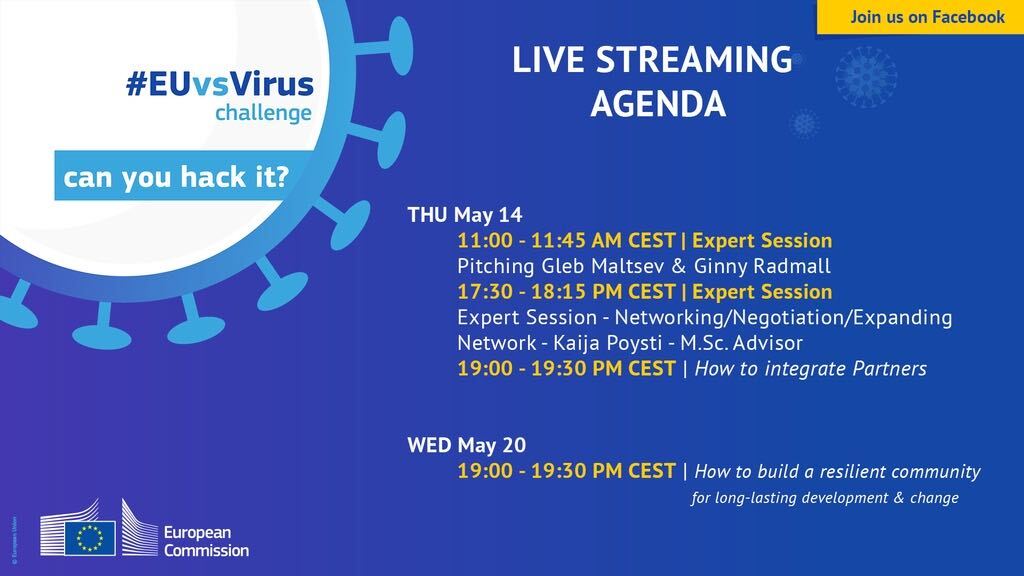 Join us on Facebook
#EUvsVirus
challenge
can you hack it?
LIVE STREAMING
AGENDA
THU May 14
11:00 - 11:45 AM CEST | Expert Session
Pitching Gleb Maltsev & Ginny Radmall
17:30 - 18:15 PM CEST | Expert Session
Expert Session - Networking/Negotiation/Expanding
Network - Kaija Poysti - M.Sc. Advisor
19:00 - 19:30 PM CEST | How to integrate Partners
WED May 20
19:00 - 19:30 PM CEST | How to build a resilient community
for long-lasting development & change
© European Union
European
Commission